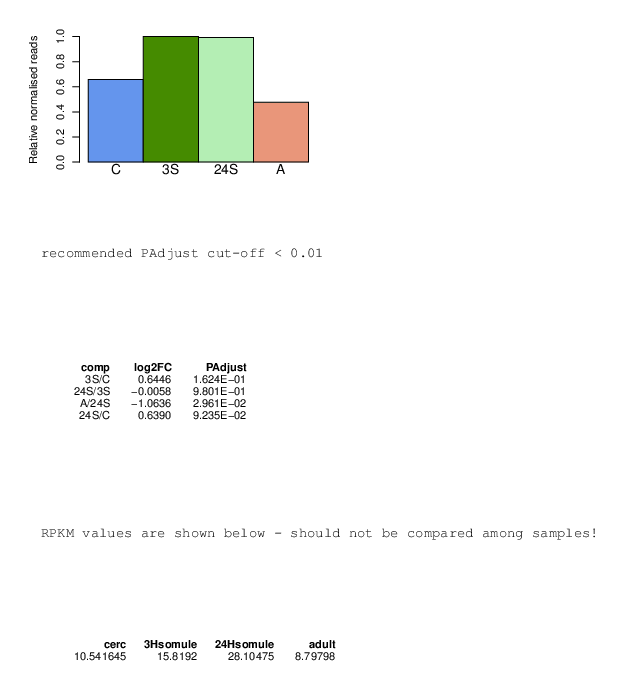 Relative normalised reads
1.0
0.8
0.6
0.4
0.2
0.0
C 3S 24S A
recommended PAdjust cut-off < 0.01
comp log2FC PAdjust
3S/C 0.6446 1.624E−01
24S/3S −0.0058 9.801E−01
A/24S −1.0636 2.961E−02
24S/C 0.6390 9.235E−02
RPKM values are shown below - should not be compared among samples!
cerc 3Hsomule 24Hsomule adult
10.541645 15.8192 28.10475 8.79798